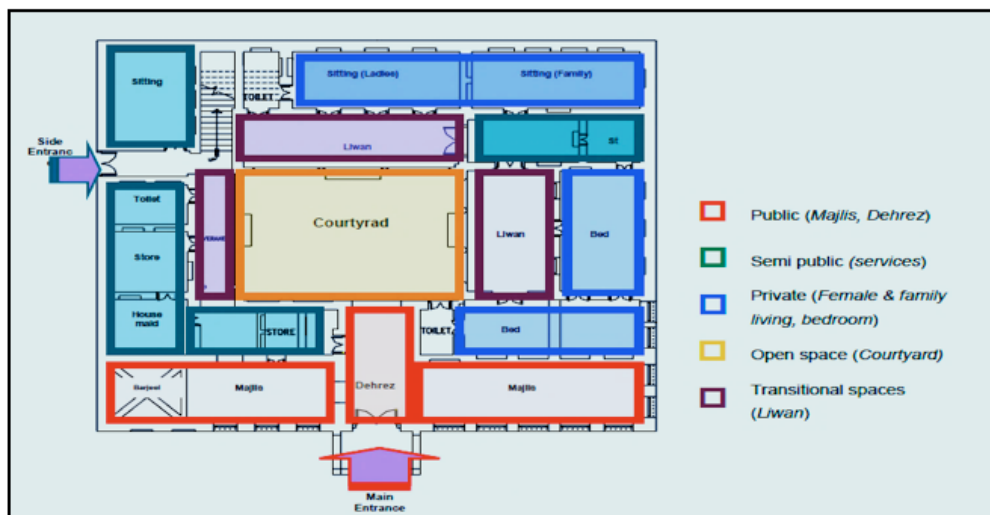 Sitting
Sitting (Ladies)
Sitting (Family)
TOILET
Side
Entranc
Liwan
St
Toilet
Courtyrad
Liwan
Bed
Store
House
maid
STORE
TOILET
Bed
Barjeel
Majlis
Dehrez
Majlis
Main
Entrance
Public (Majlis, Dehrez)
Semi public (services)
Private (Female & family
living, bedroom)
Open space (Courtyard)
Transitional spaces
(Liwan)